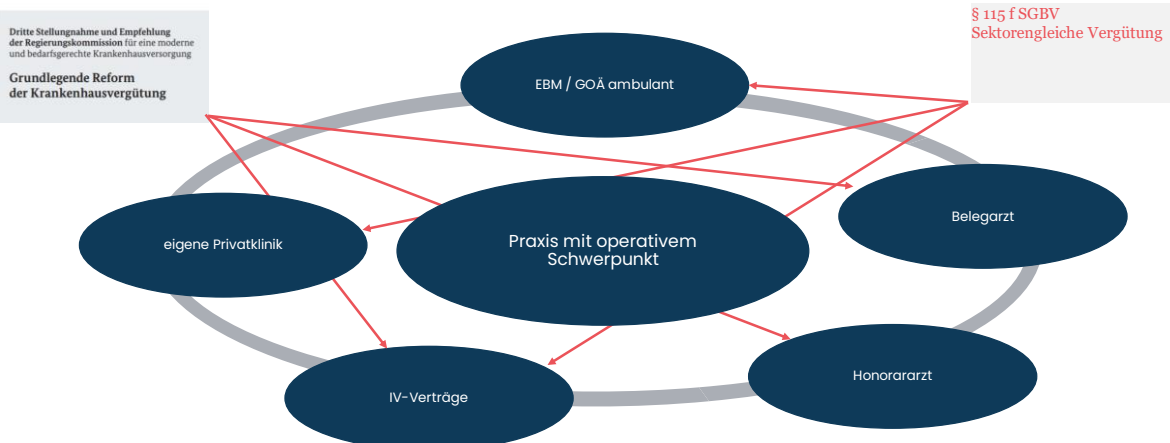 Dritte Stellungnahme und Empfehlung
der Regierungskommission für eine moderne
und bedarfsgerechte Krankenhausversorgung
Grundlegende Reform
der Krankenhausvergütung
§ 115 f SGBV
Sektorengleiche Vergütung
EBM / GOÄ ambulant
Belegarzt
eigene Privatklinik
Praxis mit operativem
Schwerpunkt
Honorararzt
IV-Verträge